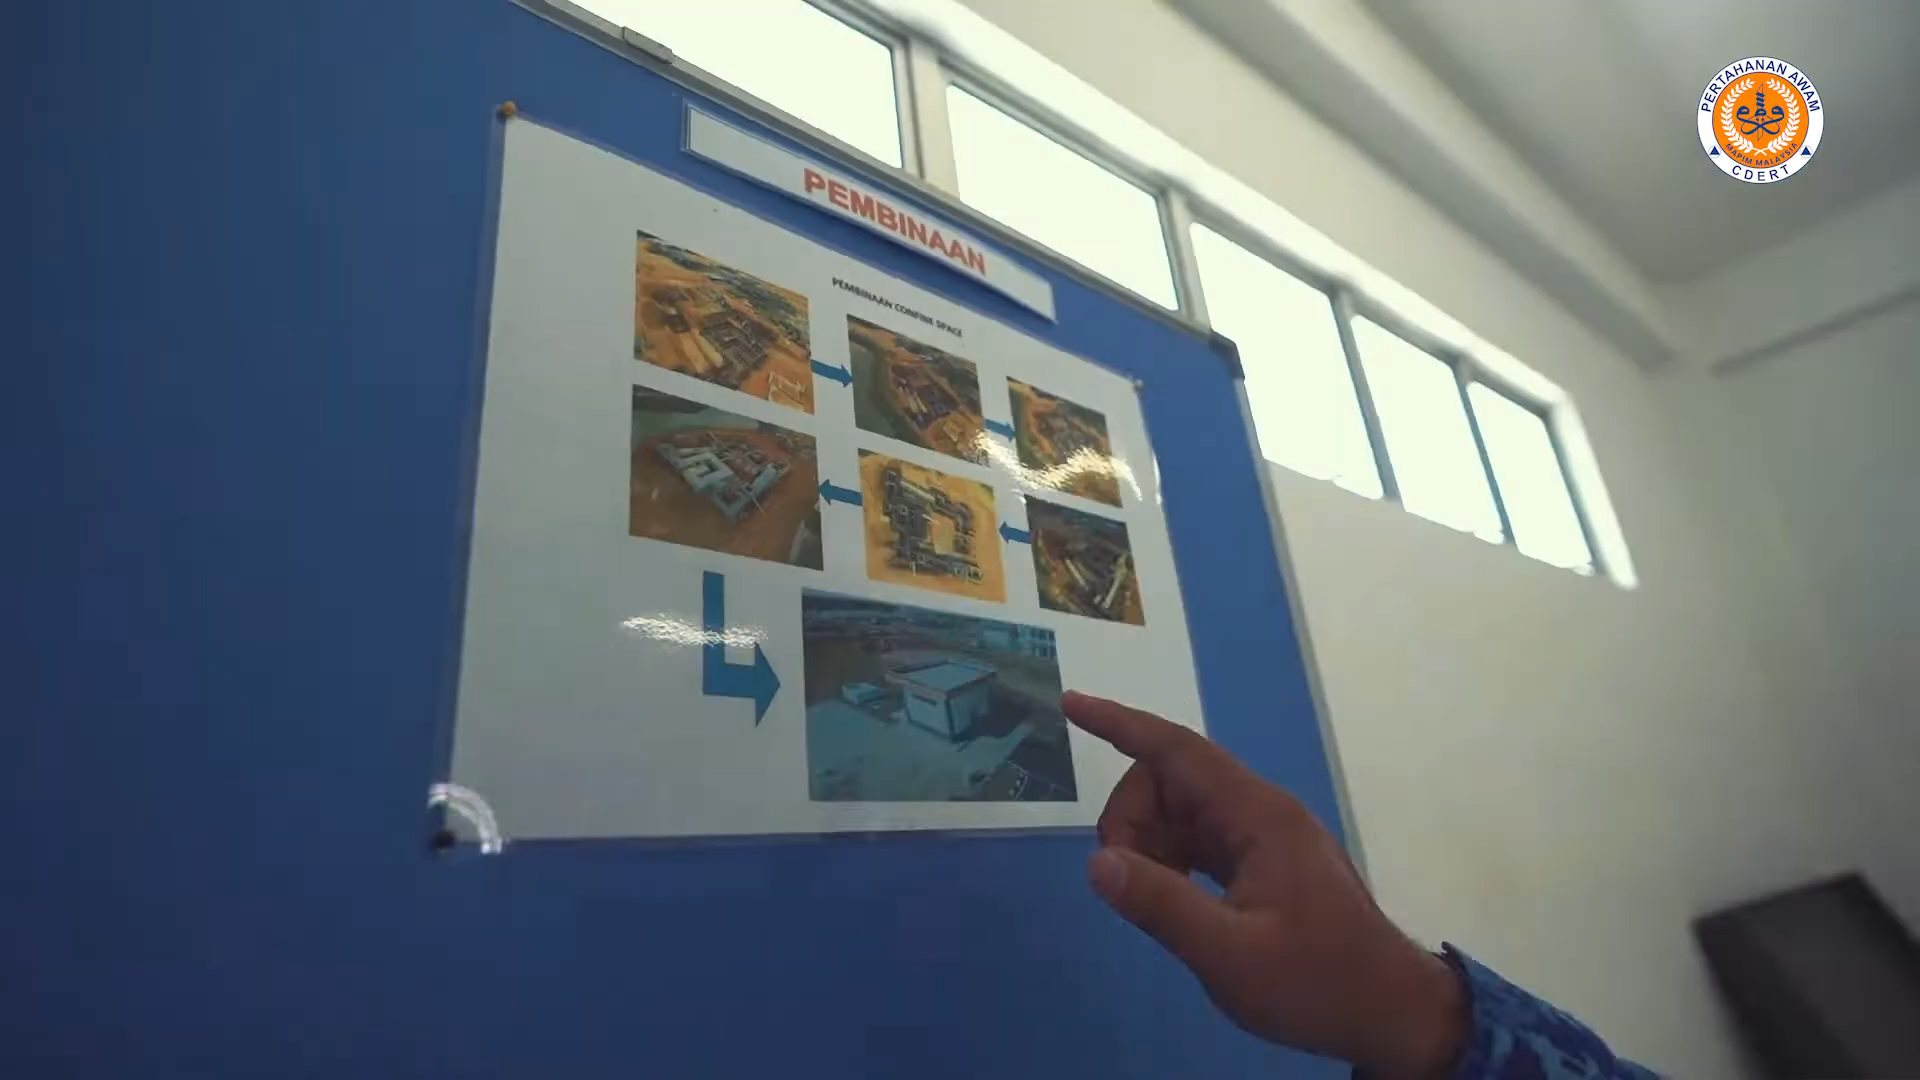 PEMBINAAN
PEMBINAAN CONFINE SPACE
PERTAHANAN AWAM
MAPIM MALAYSIA
CDERT